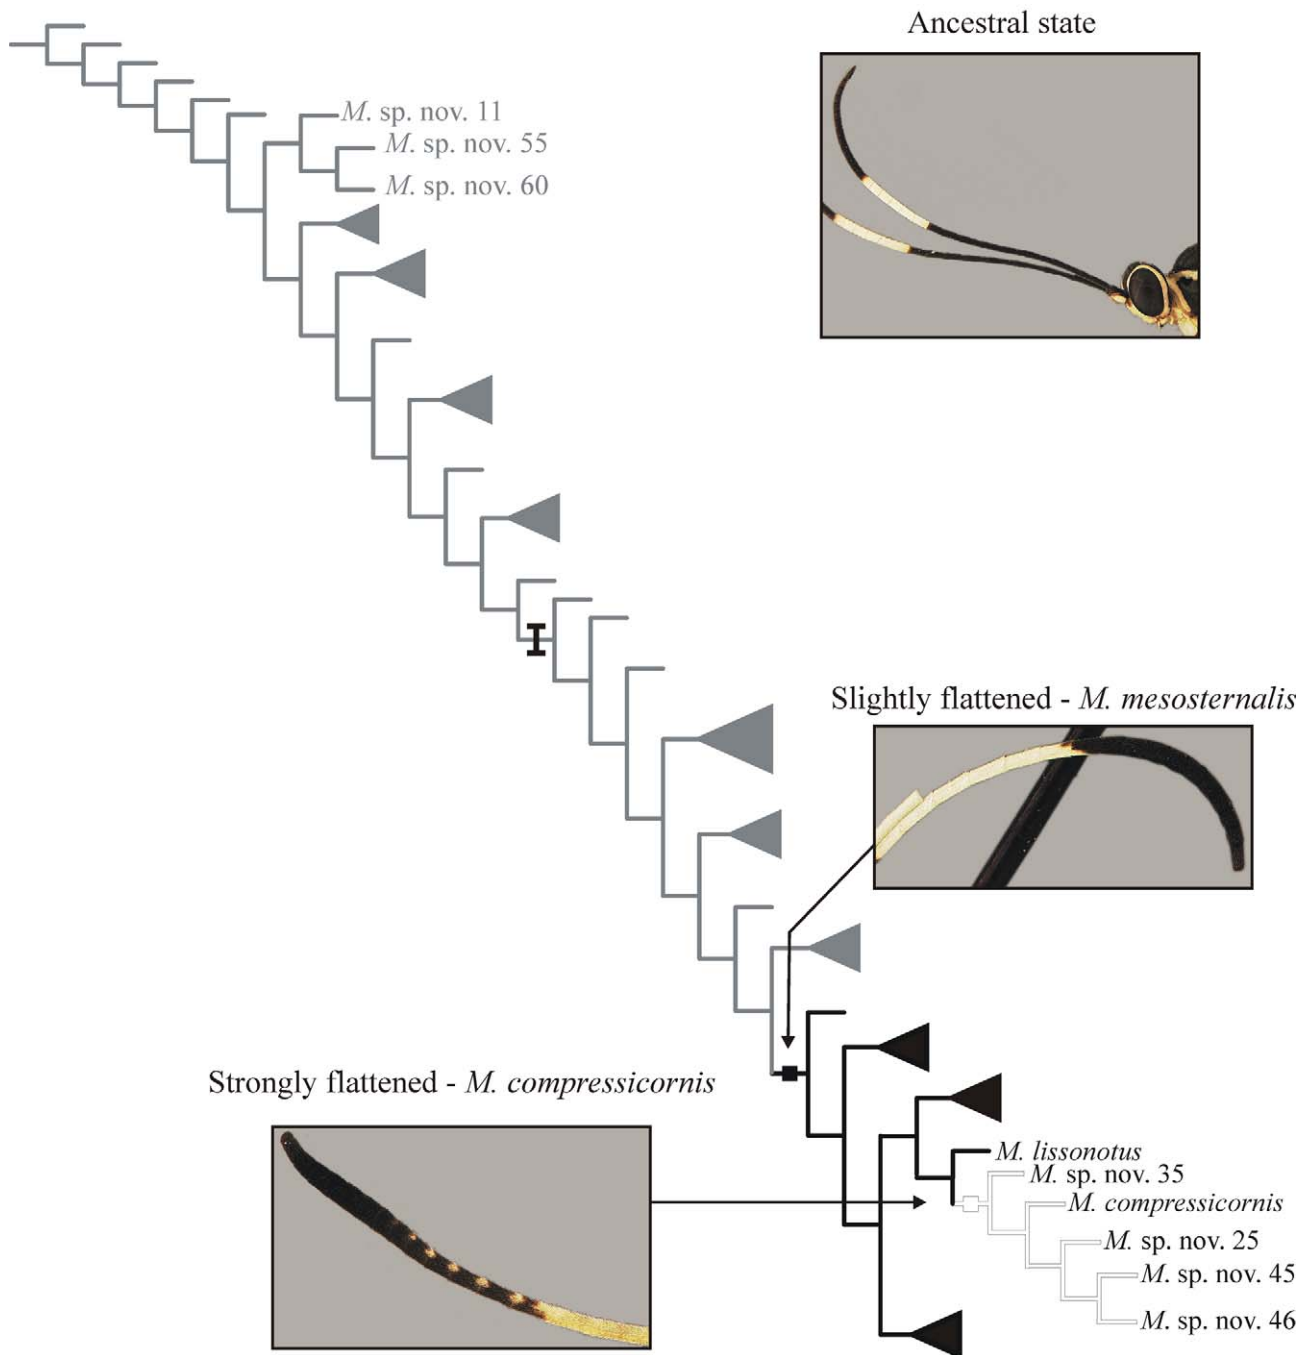 Ancestral state
M. sp. nov. 11
M. sp. nov. 55
M. sp. nov. 60
Slightly flattened - M. mesosternalis
Strongly flattened - M. compressicornis
M. lissonotus
M. sp. nov. 35
M. compressicornis
M. sp. nov. 25
M. sp. nov. 45
M. sp. nov. 46